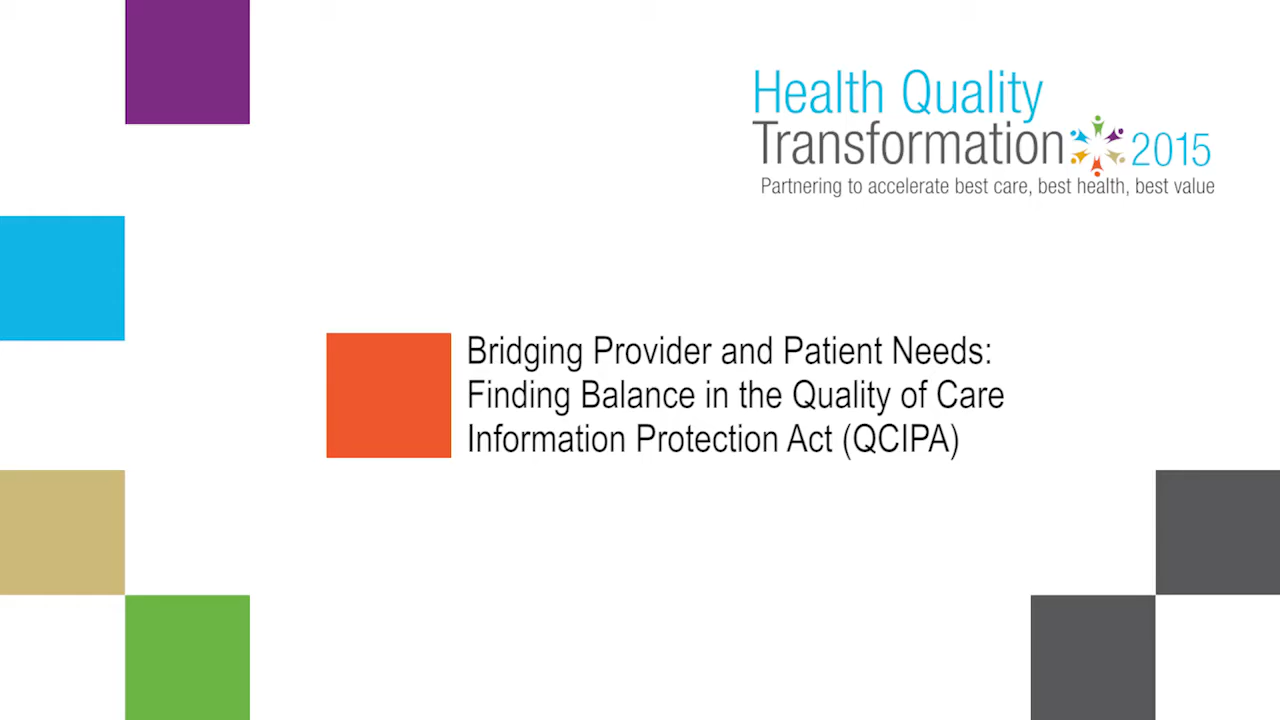 Health Quality
Transformation 2015
Partnering to accelerate best care, best health, best value
Bridging Provider and Patient Needs:
Finding Balance in the Quality of Care
Information Protection Act (QCIPA)